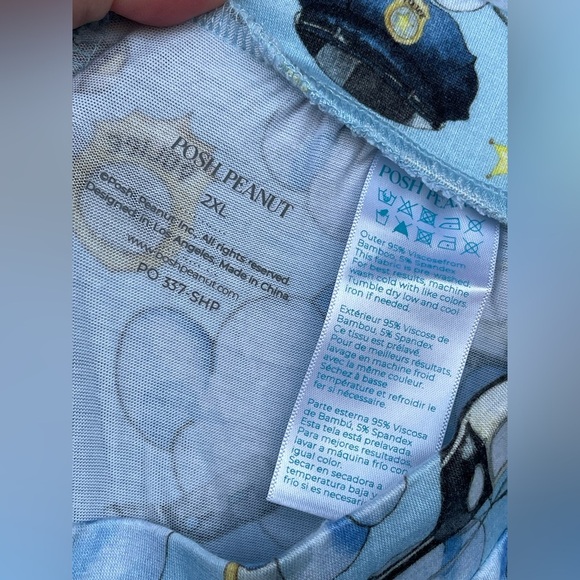 POSH PEANUT
2XL
©Posh Peanut, Inc. All rights reserved.
Designed in Los Angeles, Made in China.
www.poshpeanut.com
PO 337-SHP
POSH PEANUT
Outer 95% Viscosefrom
Bamboo, 5% spandex
This fabric is pre washed.
For best results, machine
wash cold with like colors
Tumble dry low and cool
iron if needed.
Extérieur 95% Viscose de
Bambou, 5% Spandex
Ce tissu est prélavé.
Pour de meilleurs résultats,
lavage en machine froid
avec la même couleur.
Séchez à basse
température et refroidir le
fer si nécessaire.
Parte esterna 95% Viscosa
de Bambú, 5% Spandex
Esta tela está prelavada.
Para mejores resultados,
lavar a máquina frío con
igual color.
Secar en secadora a
temperatura baja y
frío si es necesari